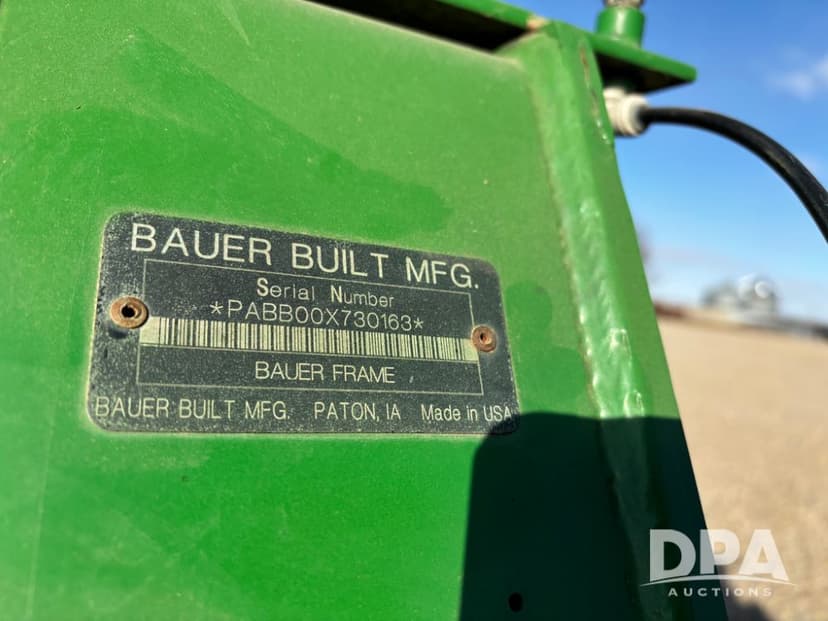 BAUER BUILT MFG.
Serial Number
*PABB00X730163*
BAUER FRAME
BAUER BUILT MFG. PATON, IA Made in USA
DPA
AUCTIONS